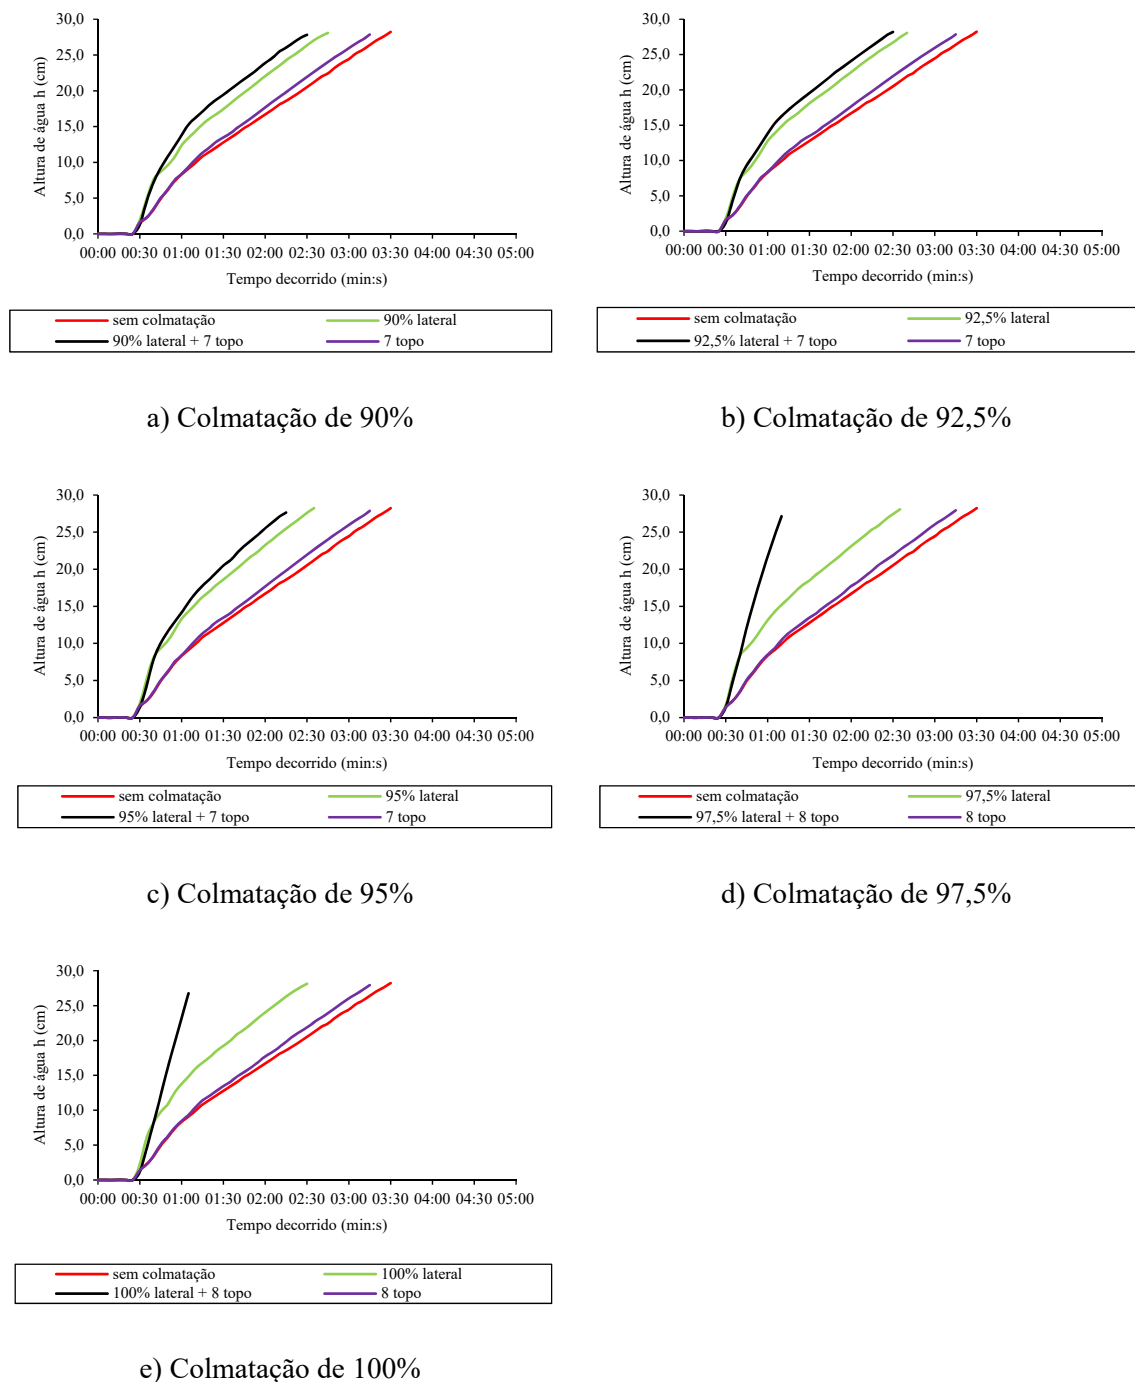 30,0
25,0
20,0
15,0
10,0
5,0
0,0
Altura de água h (cm)
00:00 00:30 01:00 01:30 02:00 02:30 03:00 03:30 04:00 04:30 05:00
Tempo decorrido (min:s)
sem colmatação 90% lateral
90% lateral + 7 topo 7 topo
a) Colmatação de 90%
30,0
25,0
20,0
15,0
10,0
5,0
0,0
Altura de água h (cm)
00:00 00:30 01:00 01:30 02:00 02:30 03:00 03:30 04:00 04:30 05:00
Tempo decorrido (min:s)
sem colmatação 92,5% lateral
92,5% lateral + 7 topo 7 topo
b) Colmatação de 92,5%
30,0
25,0
20,0
15,0
10,0
5,0
0,0
Altura de água h (cm)
00:00 00:30 01:00 01:30 02:00 02:30 03:00 03:30 04:00 04:30 05:00
Tempo decorrido (min:s)
sem colmatação 95% lateral
95% lateral + 7 topo 7 topo
c) Colmatação de 95%
30,0
25,0
20,0
15,0
10,0
5,0
0,0
Altura de água h (cm)
00:00 00:30 01:00 01:30 02:00 02:30 03:00 03:30 04:00 04:30 05:00
Tempo decorrido (min:s)
sem colmatação 97,5% lateral
97,5% lateral + 8 topo 8 topo
d) Colmatação de 97,5%
30,0
25,0
20,0
15,0
10,0
5,0
0,0
Altura de água h (cm)
00:00 00:30 01:00 01:30 02:00 02:30 03:00 03:30 04:00 04:30 05:00
Tempo decorrido (min:s)
sem colmatação 100% lateral
100% lateral + 8 topo 8 topo
e) Colmatação de 100%